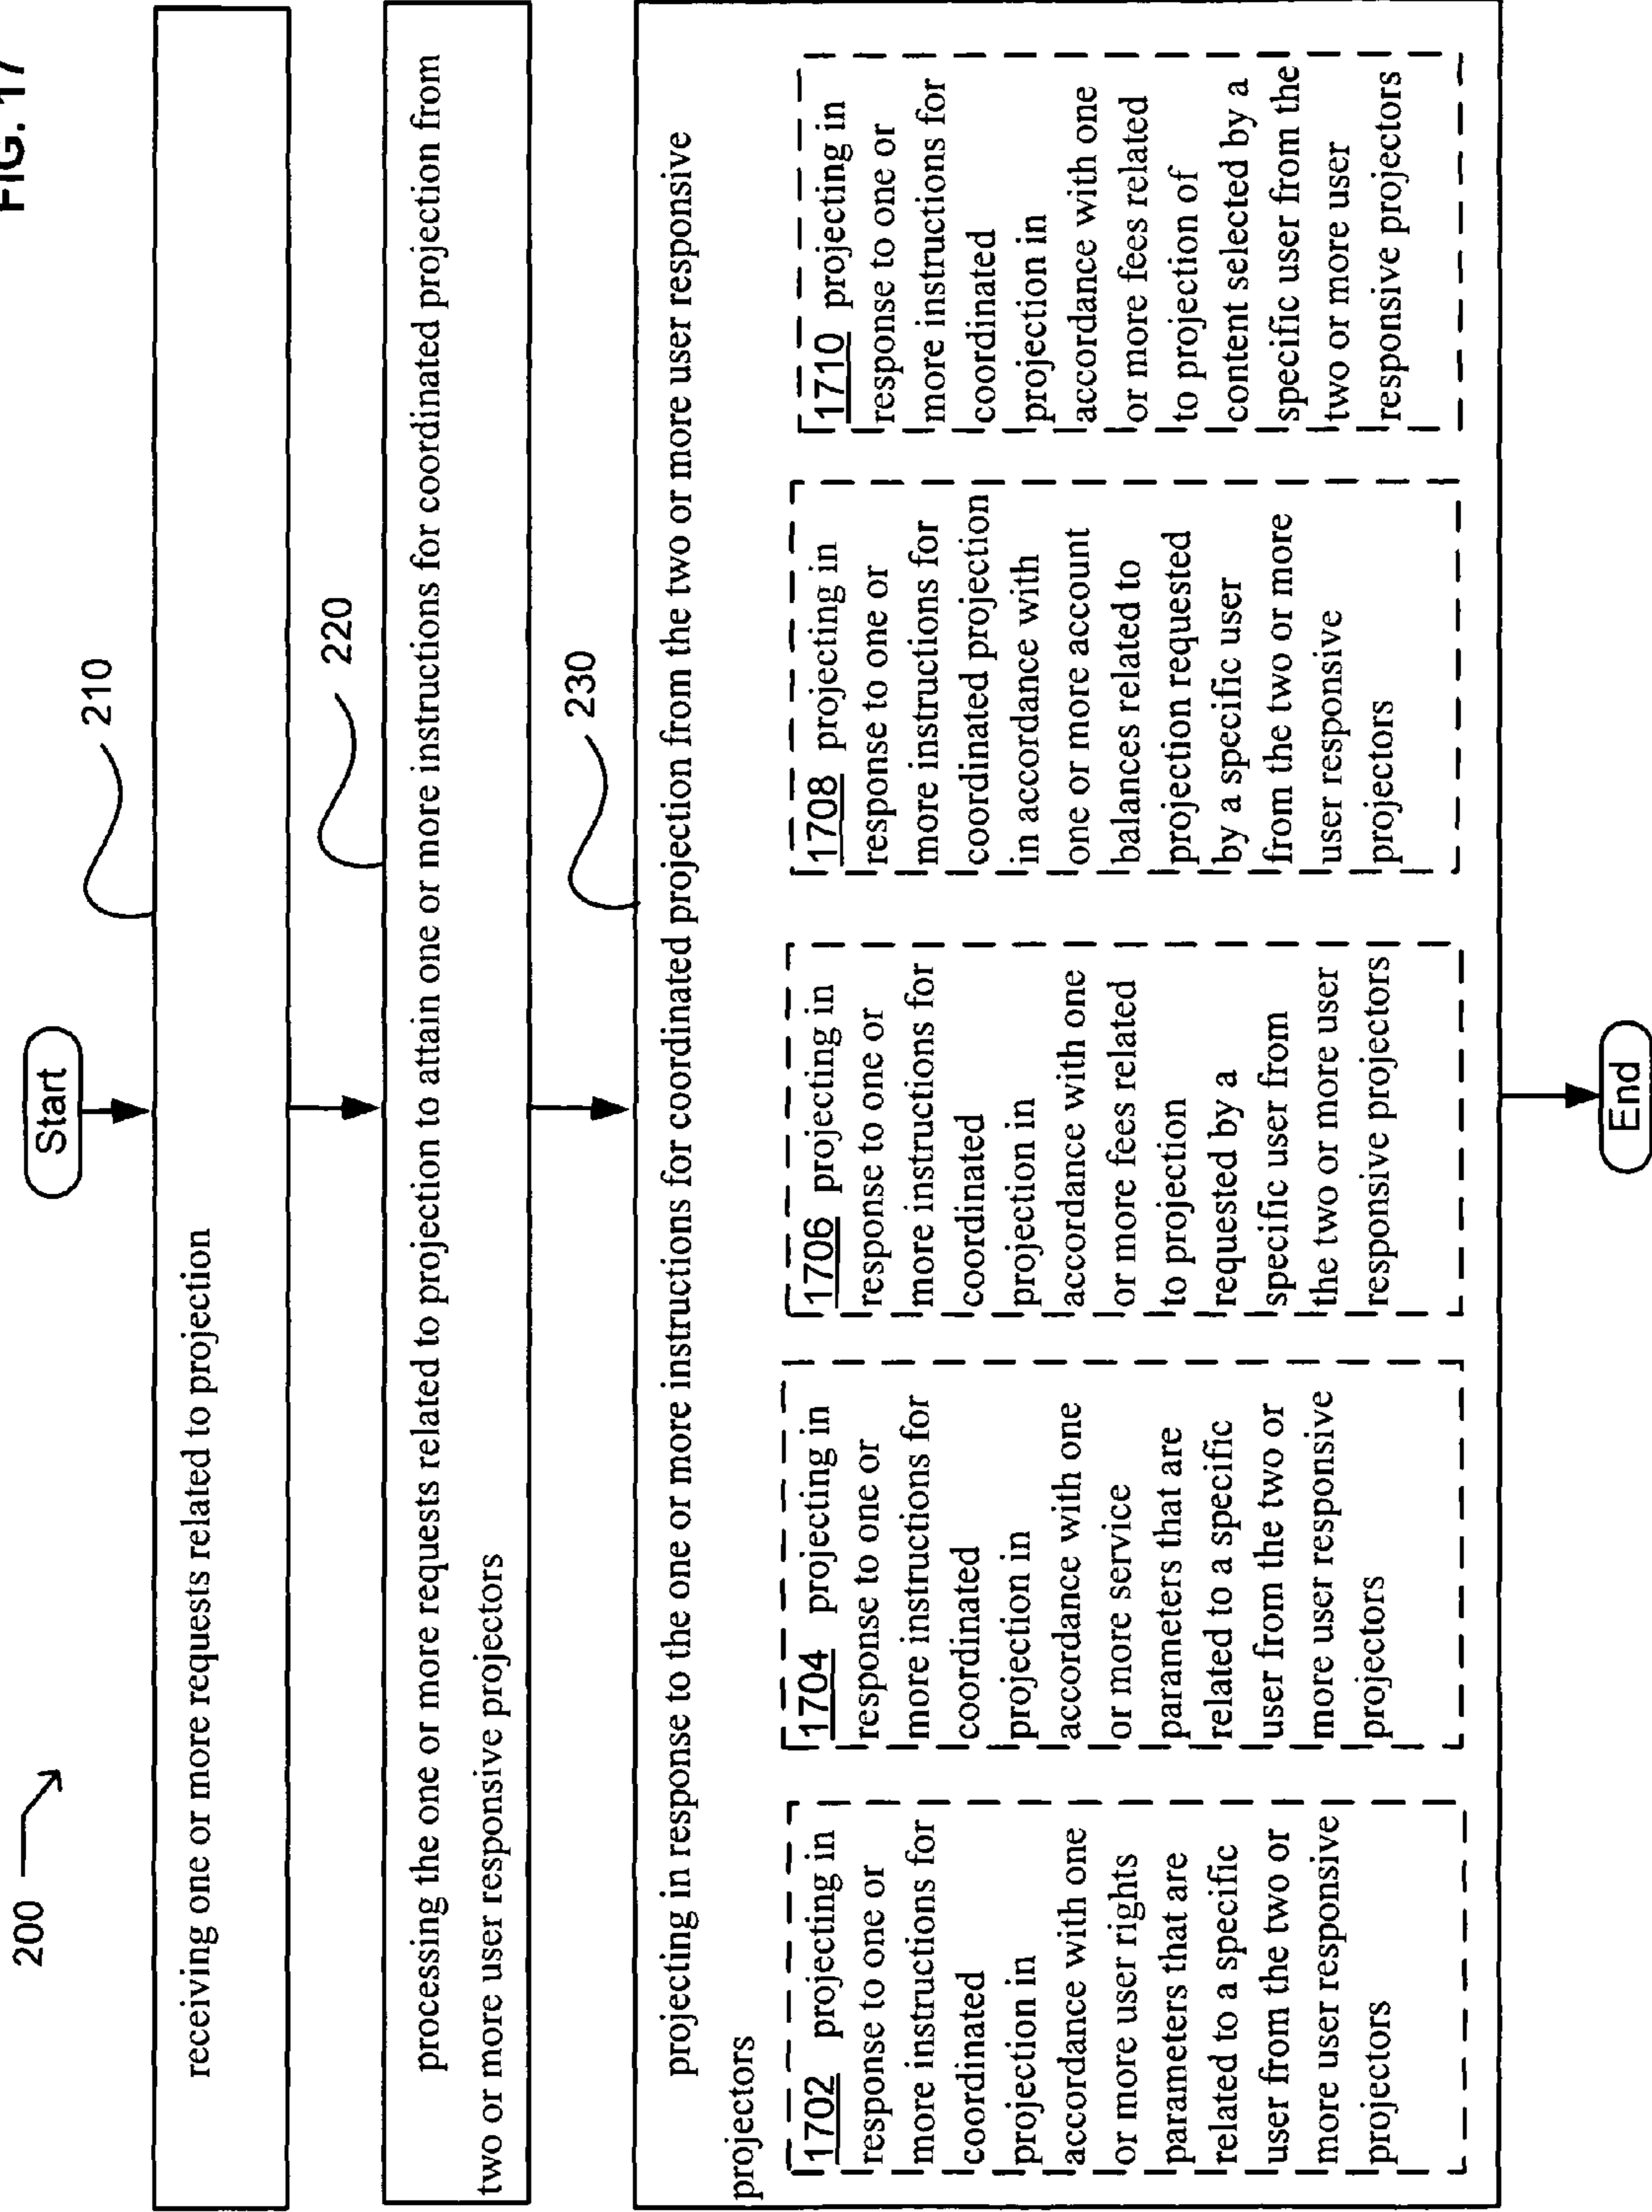 FIG. 17
200
Start
210
receiving one or more requests related to projection
220
processing the one or more requests related to projection to attain one or more instructions for coordinated projection from
two or more user responsive projectors
230
projecting in response to the one or more instructions for coordinated projection from the two or more user responsive
projectors
1702 projecting in
response to one or
more instructions for
coordinated
projection in
accordance with one
or more user rights
parameters that are
related to a specific
user from the two or
more user responsive
projectors
1704 projecting in
response to one or
more instructions for
coordinated
projection in
accordance with one
or more service
parameters that are
related to a specific
user from the two or
more user responsive
projectors
1706 projecting in
response to one or
more instructions for
coordinated
projection in
accordance with one
or more fees related
to projection
requested by a
specific user from
the two or more user
responsive projectors
1708 projecting in
response to one or
more instructions for
coordinated projection
in accordance with
one or more account
balances related to
projection requested
by a specific user
from the two or more
user responsive
projectors
1710 projecting in
response to one or
more instructions for
coordinated
projection in
accordance with one
or more fees related
to projection of
content selected by a
specific user from the
two or more user
responsive projectors
End